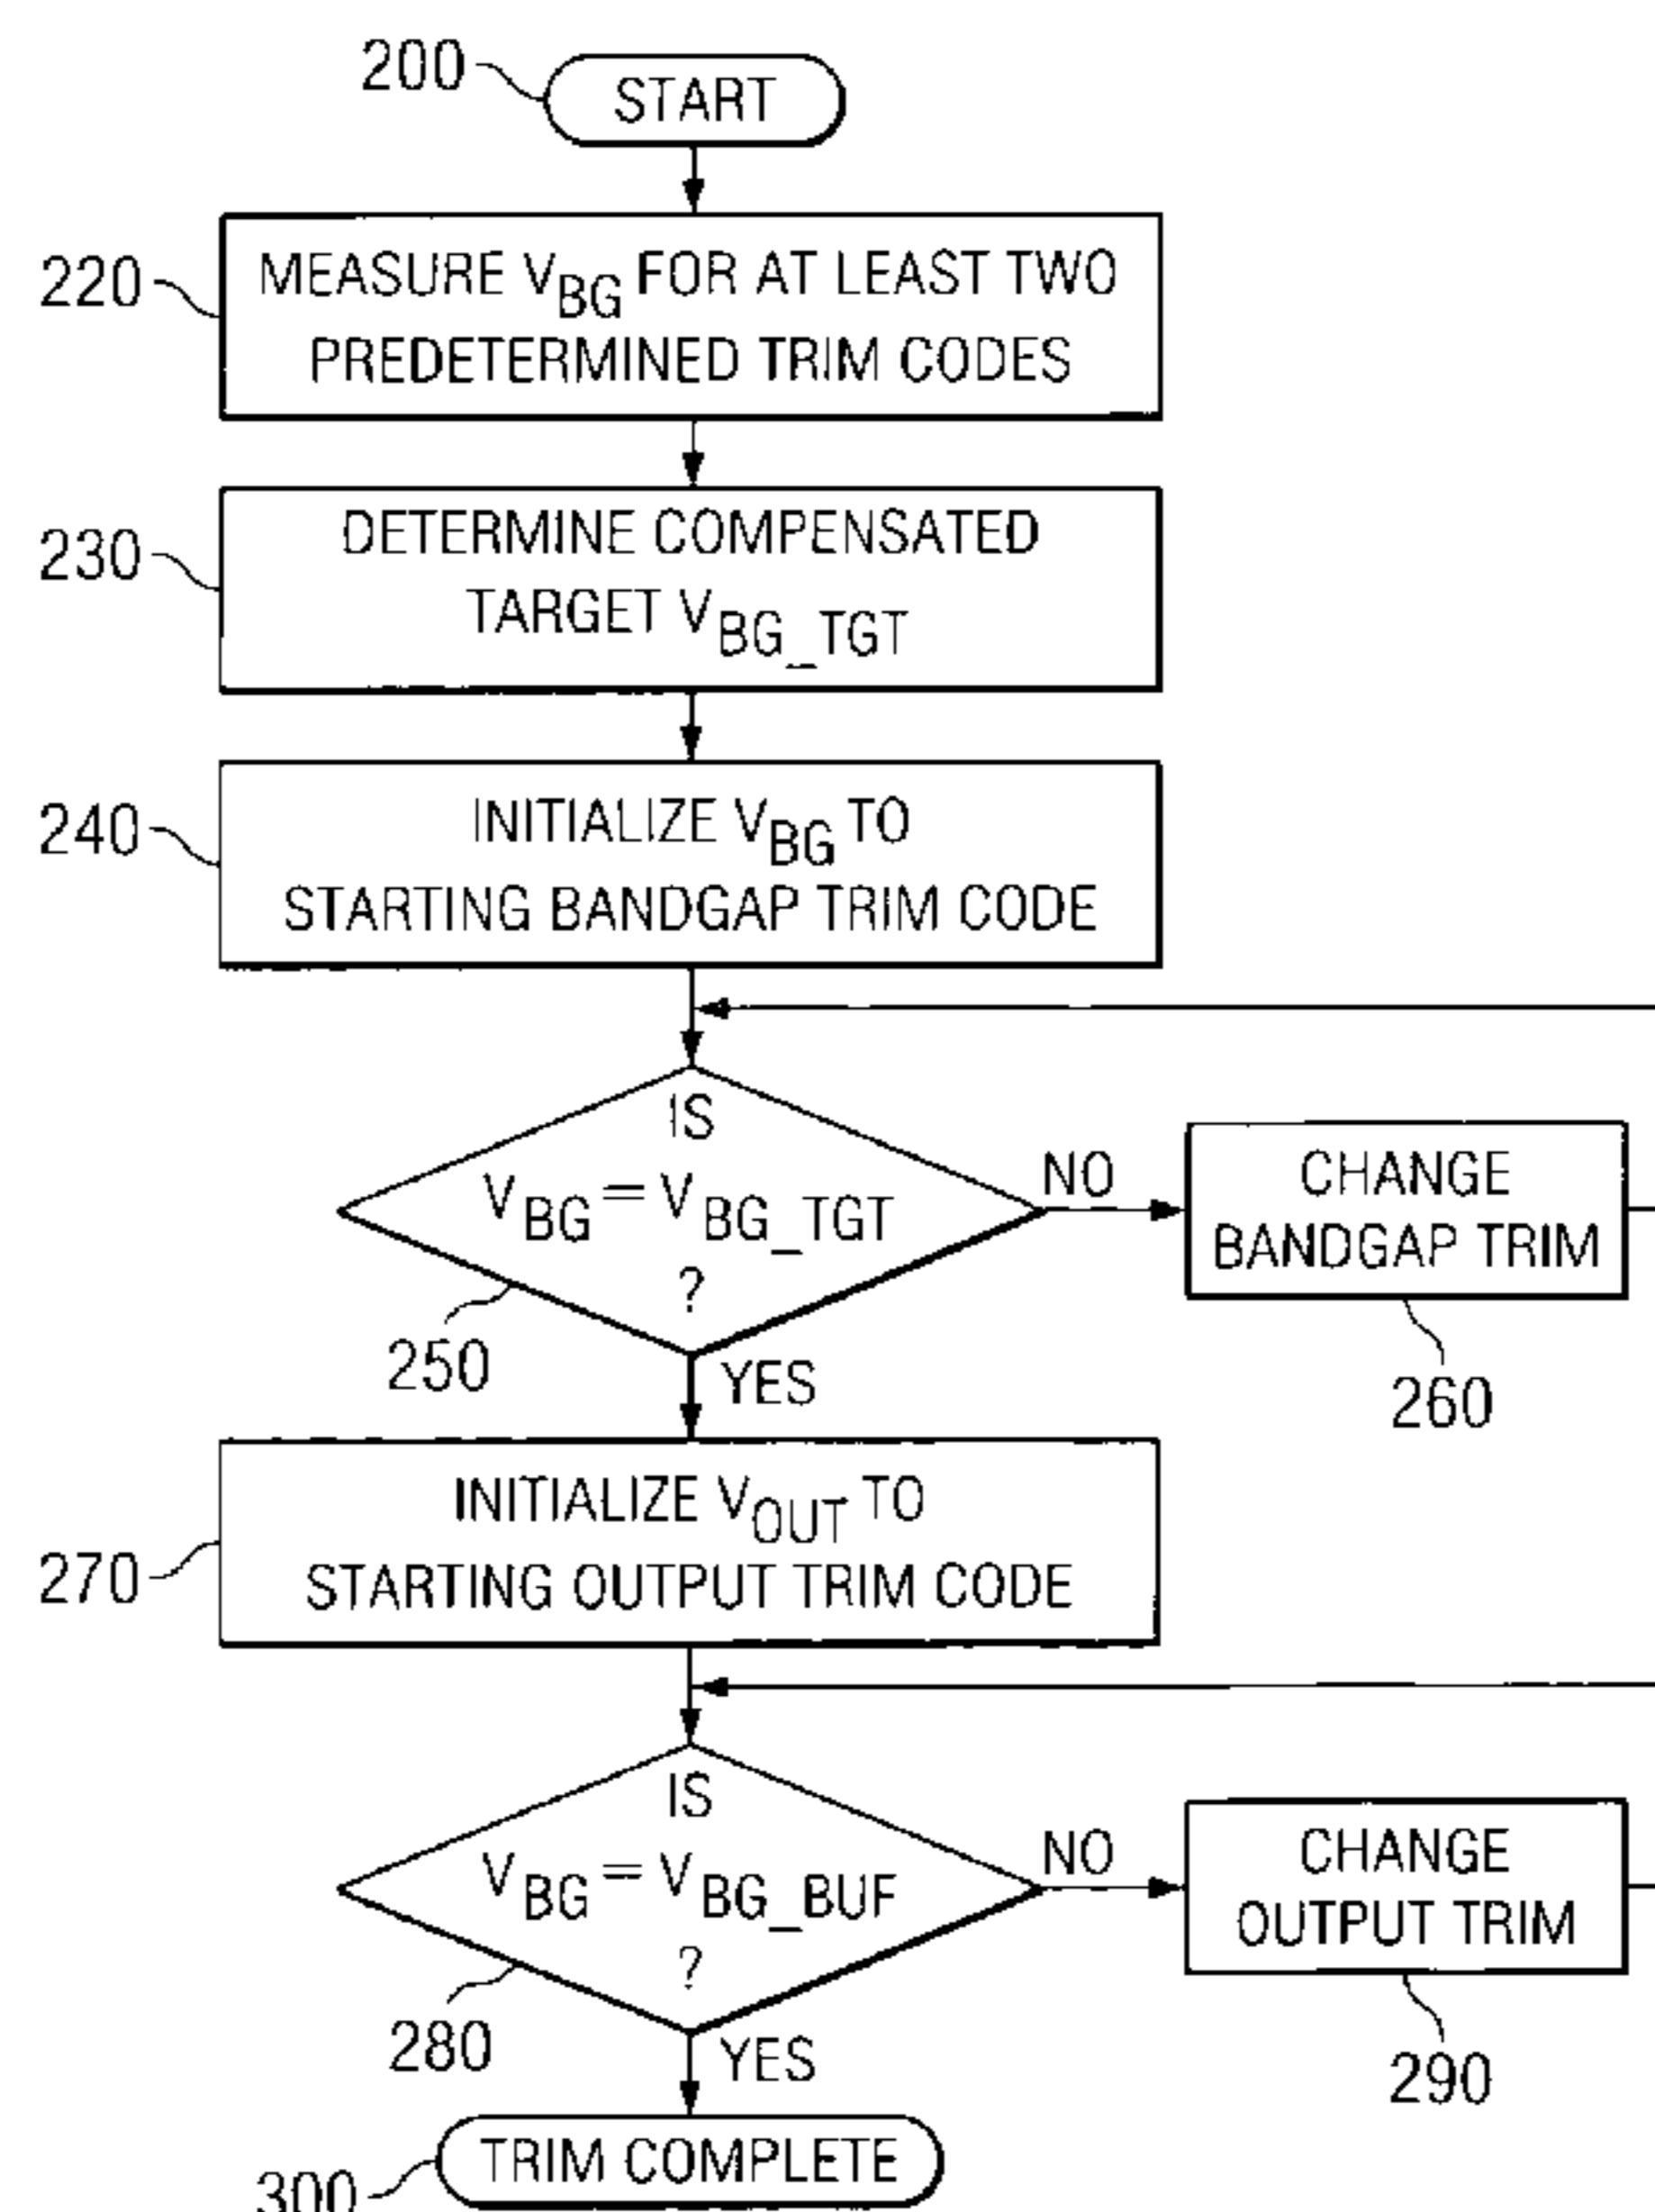 200
START
220
MEASURE VBG FOR AT LEAST TWO
PREDETERMINED TRIM CODES
230
DETERMINE COMPENSATED
TARGET VBG_TGT
240
INITIALIZE VBG TO
STARTING BANDGAP TRIM CODE
IS
VBG = VBG_TGT
?
250
NO
CHANGE
BANDGAP TRIM
260
YES
270
INITIALIZE VOUT TO
STARTING OUTPUT TRIM CODE
IS
VBG = VBG_BUF
?
280
NO
CHANGE
OUTPUT TRIM
290
YES
TRIM COMPLETE
300